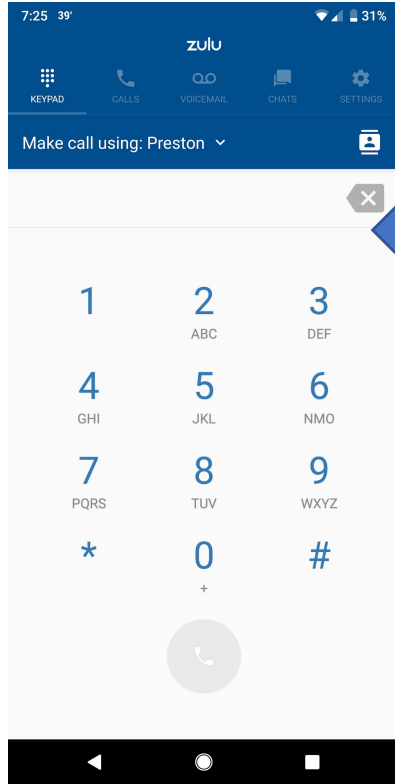 7:25 39° 31%
zulu
KEYPAD CALLS VOICEMAIL CHATS SETTINGS
Make call using: Preston
1 2 3
ABC DEF
4 5 6
GHI JKL NMO
7 8 9
PQRS TUV WXYZ
* 0 #
+